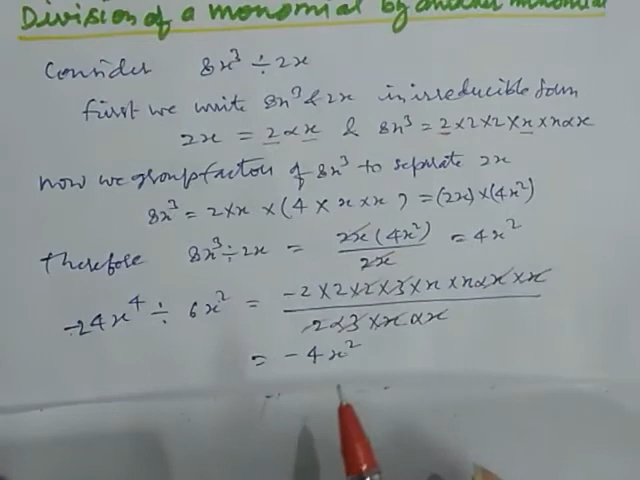 Division of a monomial by another monomial
Consider 8x³ ÷ 2x
first we write 8x³ & 2x in irreducible form
2x = 2 × x & 8x³ = 2 × 2 × 2 × x × x × x
now we group factors of 8x³ to separate 2x
8x³ = 2 × x × (4 × x × x) = (2x) × (4x²)
Therefore 8x³ ÷ 2x = 2x(4x²) / 2x = 4x²
-24x⁴ ÷ 6x² = -2 × 2 × 2 × 3 × x × x × x × x / 2 × 3 × x × x
= -4x²